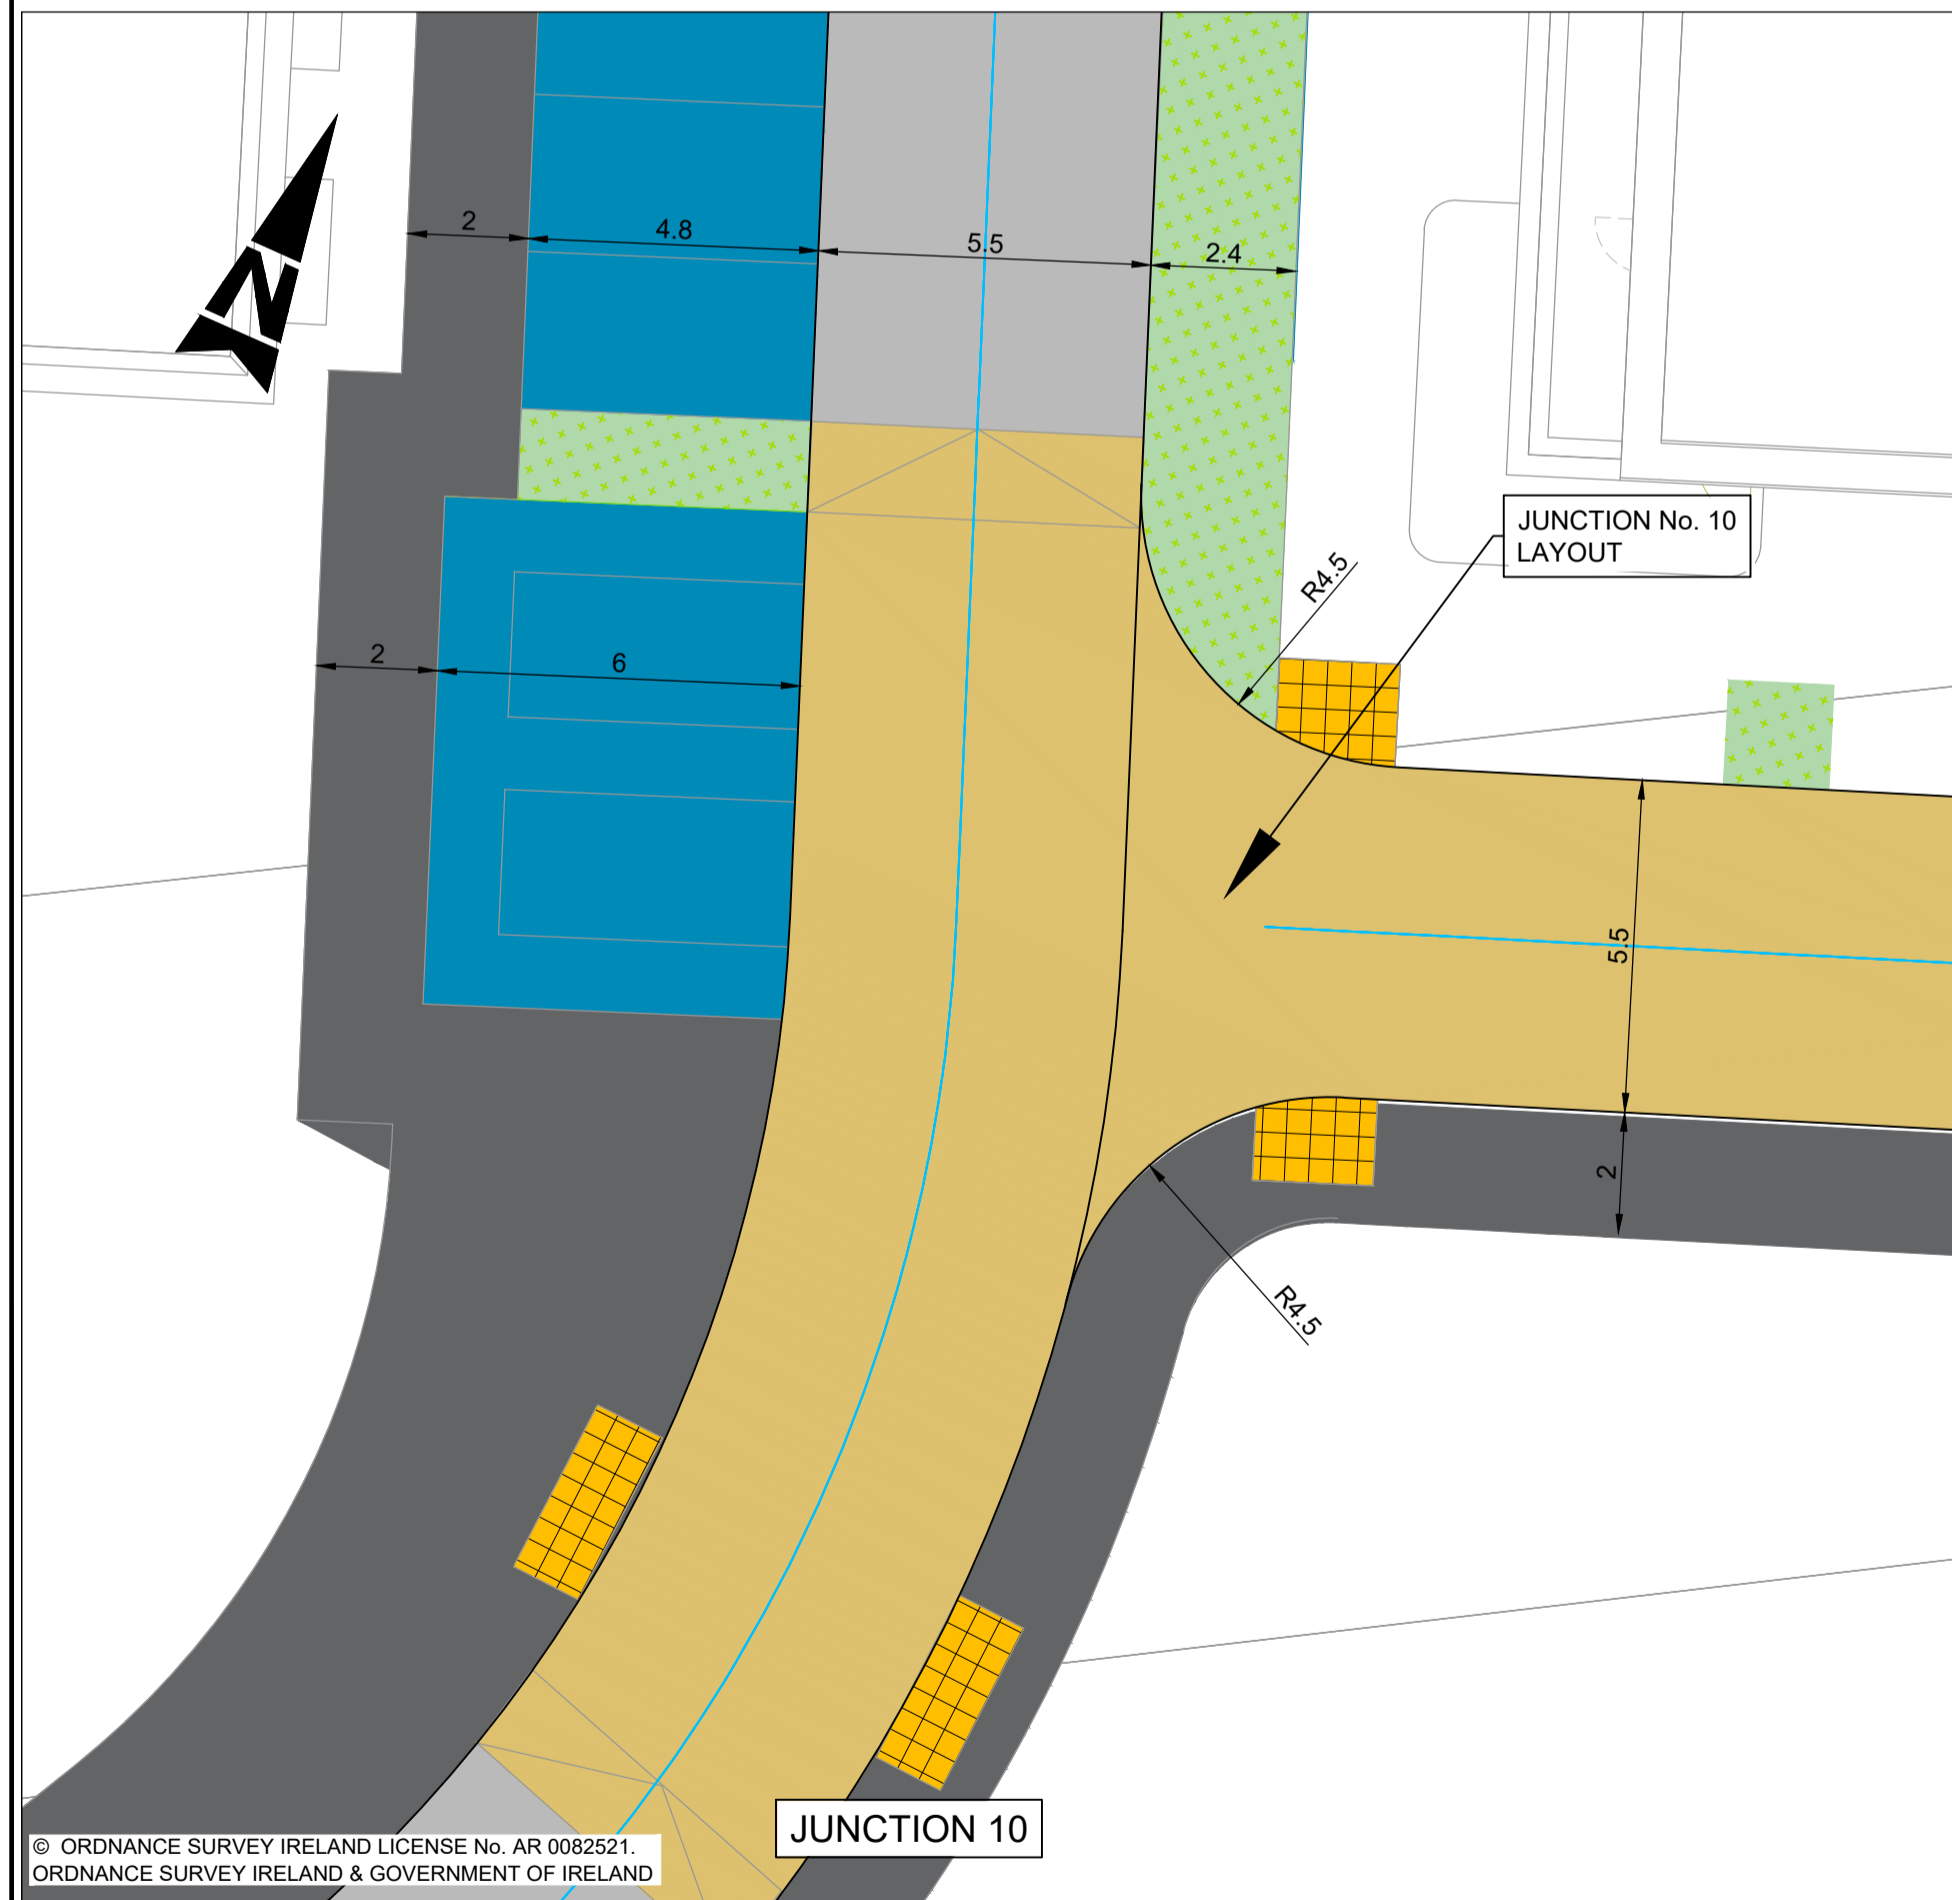 N
2
4.8
5.5
2.4
JUNCTION No. 10
LAYOUT
R4.5
2
6
5.5
2
R4.5
JUNCTION 10
© ORDNANCE SURVEY IRELAND LICENSE No. AR 0082521.
ORDNANCE SURVEY IRELAND & GOVERNMENT OF IRELAND